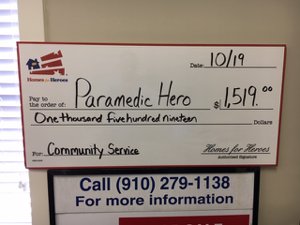 Homes for Heroes
Date: 10/19
Pay to
the order of: Paramedic Hero $ 1,519.00
One thousand five hundred nineteen Dollars
For: Community Service Homes for Heroes
Authorized Signature
Call (910) 279-1138
For more information